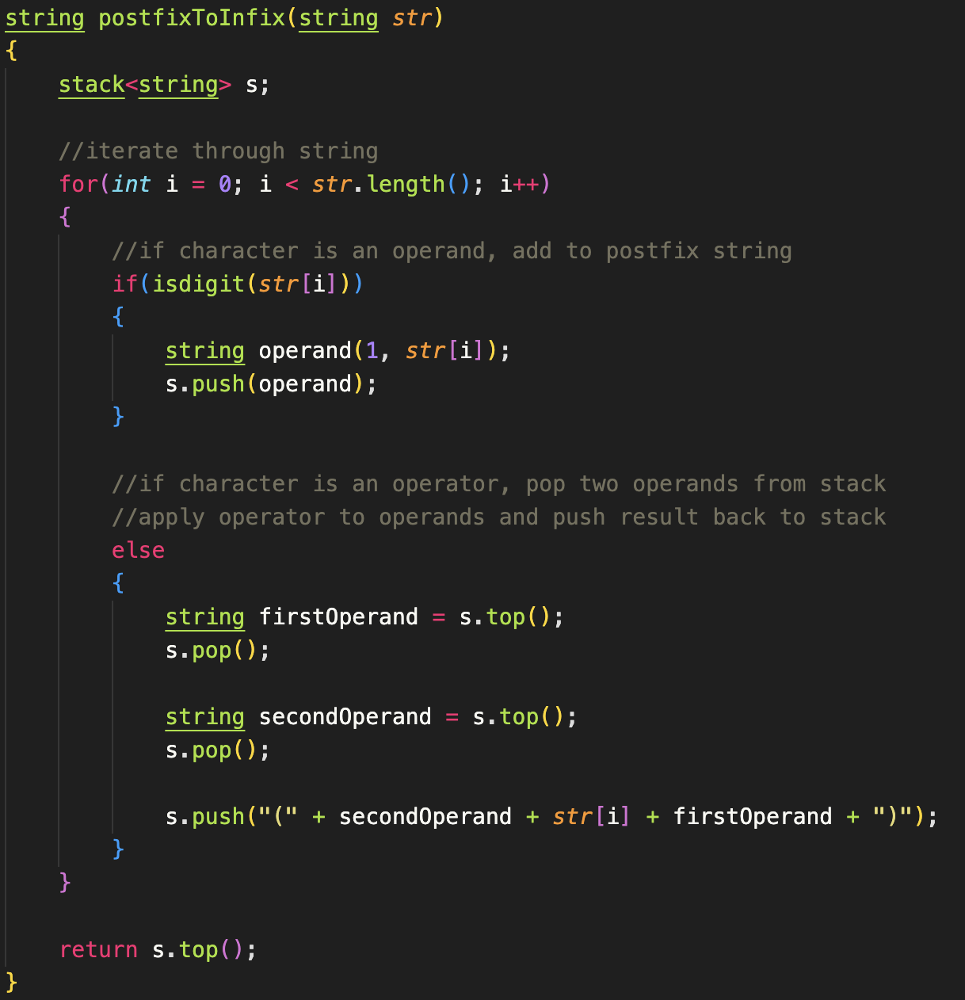 string postfixToInfix(string str)
{
    stack<string> s;

    //iterate through string
    for(int i = 0; i < str.length(); i++)
    {
        //if character is an operand, add to postfix string
        if(isdigit(str[i]))
        {
            string operand(1, str[i]);
            s.push(operand);
        }

        //if character is an operator, pop two operands from stack
        //apply operator to operands and push result back to stack
        else
        {
            string firstOperand = s.top();
            s.pop();

            string secondOperand = s.top();
            s.pop();

            s.push("(" + secondOperand + str[i] + firstOperand + ")");
        }
    }

    return s.top();
}